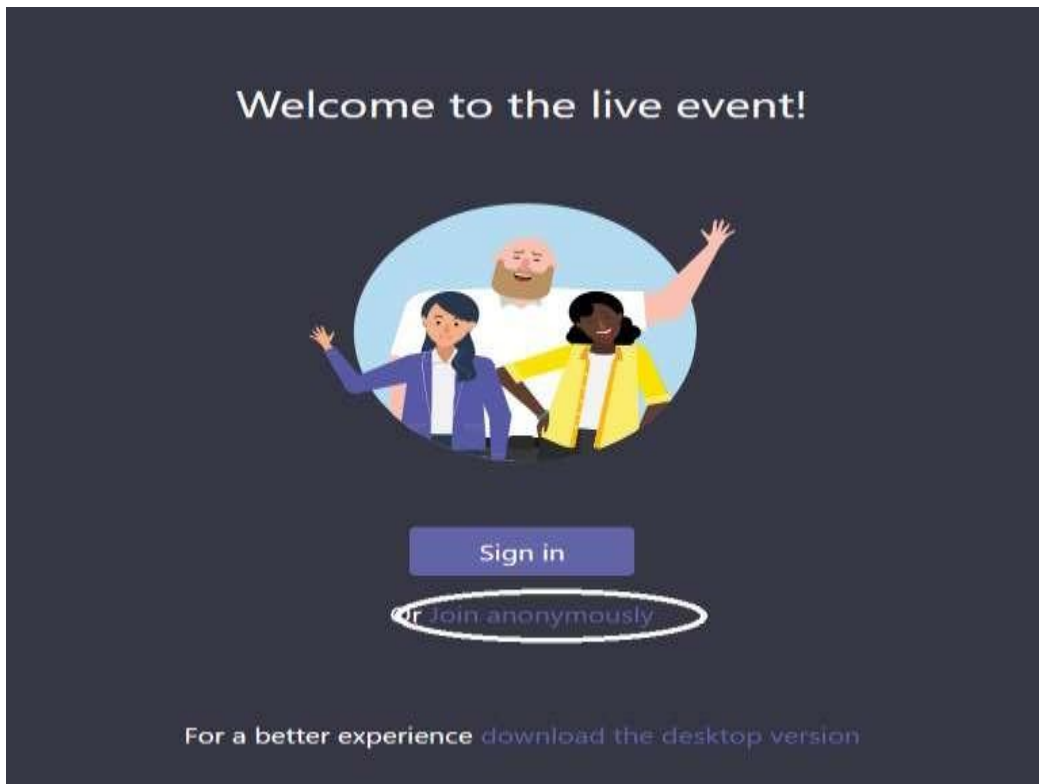 Welcome to the live event!
Sign in
Or Join anonymously
For a better experience download the desktop version